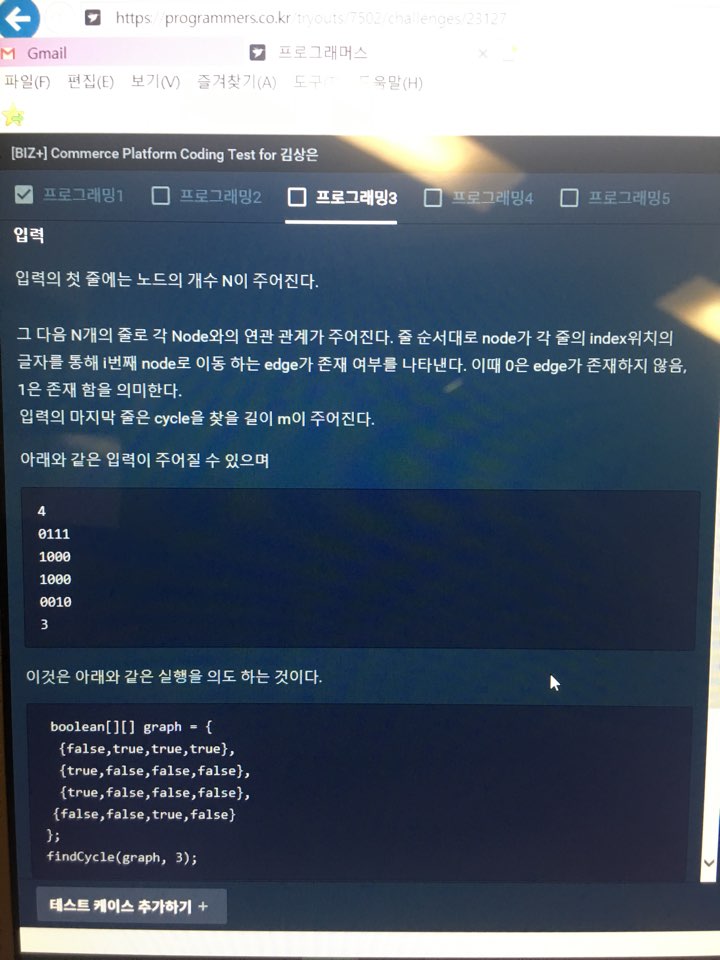 https://programmers.co.kr/tryouts/7502/challenges/23127
Gmail
프로그래머스
파일(F) 편집(E) 보기(V) 즐겨찾기(A) 도구(T) 도움말(H)
[BIZ+] Commerce Platform Coding Test for 김상은
프로그래밍1 프로그래밍2 프로그래밍3 프로그래밍4 프로그래밍5
입력
입력의 첫 줄에는 노드의 개수 N이 주어진다.
그 다음 N개의 줄로 각 Node와의 연관 관계가 주어진다. 줄 순서대로 node가 각 줄의 index위치의
글자를 통해 i번째 node로 이동 하는 edge가 존재 여부를 나타낸다. 이때 0은 edge가 존재하지 않음,
1은 존재 함을 의미한다.
입력의 마지막 줄은 cycle을 찾을 길이 m이 주어진다.
아래와 같은 입력이 주어질 수 있으며
4
0111
1000
1000
0010
3
이것은 아래와 같은 실행을 의도 하는 것이다.
boolean[][] graph = {
{false,true,true,true},
{true,false,false,false},
{true,false,false,false},
{false,false,true,false}
};
findCycle(graph, 3);
테스트 케이스 추가하기 +